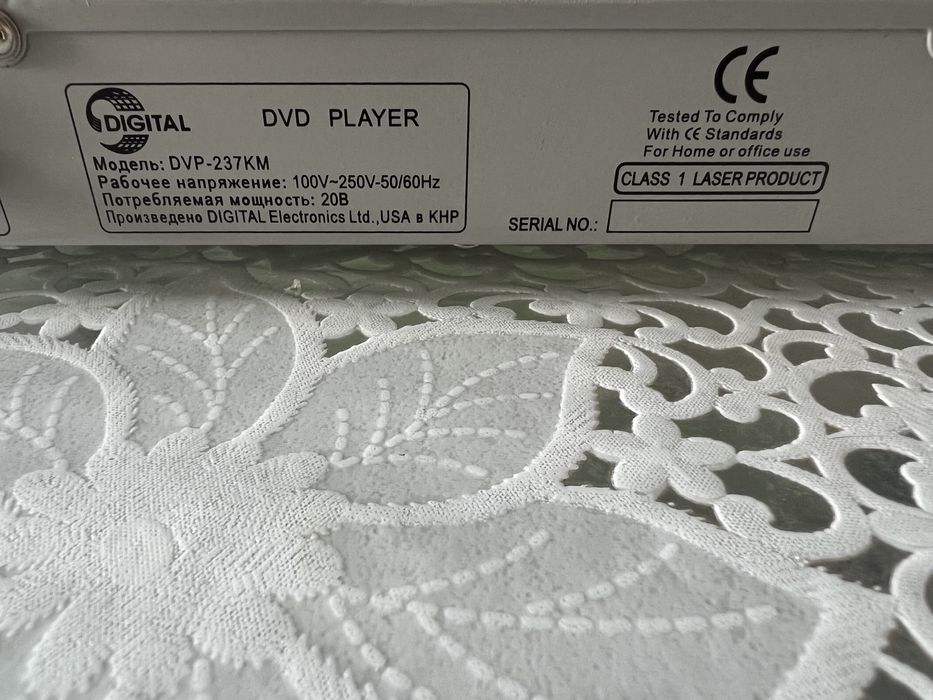 DIGITAL DVD PLAYER
Модель: DVP-237KM
Рабочее напряжение: 100V~250V-50/60Hz
Потребляемая мощность: 20В
Произведено DIGITAL Electronics Ltd.,USA в КНР
CE
Tested To Comply
With CE Standards
For Home or office use
CLASS 1 LASER PRODUCT
SERIAL NO.: